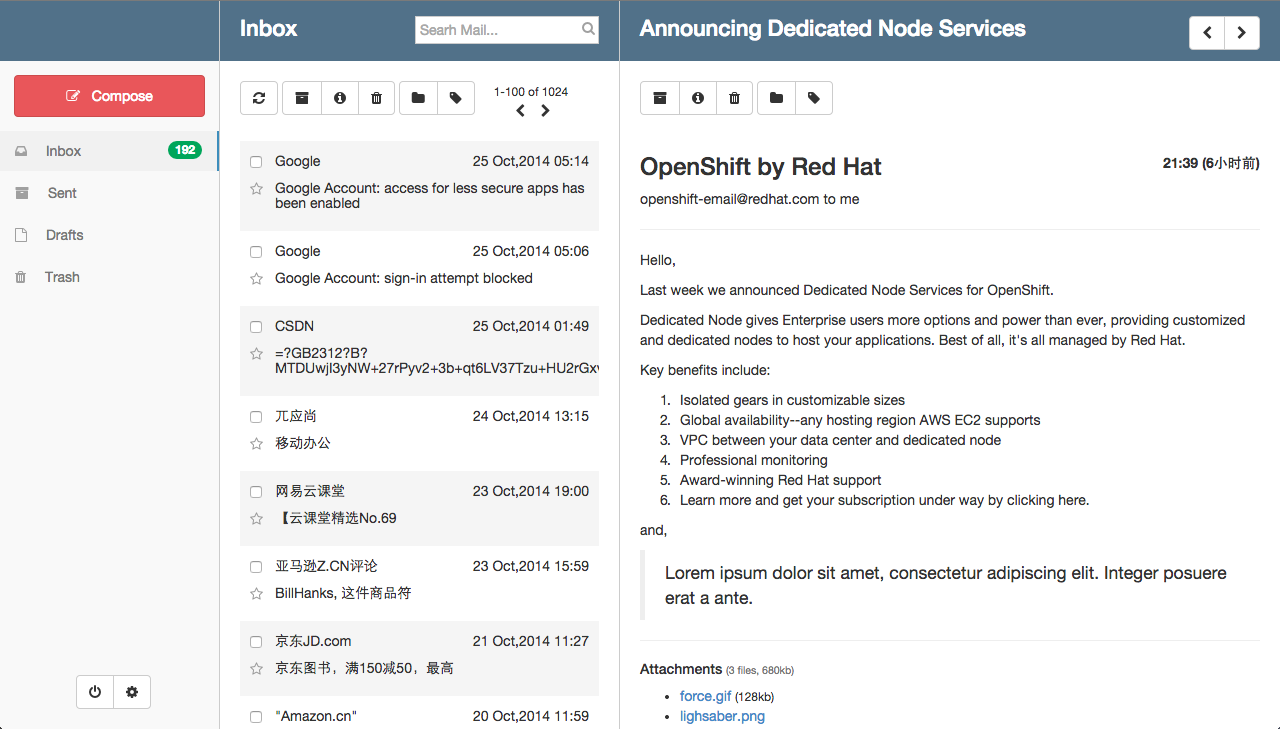 Compose
Inbox 192
Sent
Drafts
Trash
Inbox
Searh Mail...
1-100 of 1024
Google 25 Oct,2014 05:14
Google Account: access for less secure apps has
been enabled
Google 25 Oct,2014 05:06
Google Account: sign-in attempt blocked
CSDN 25 Oct,2014 01:49
=?GB2312?B?
MTDUwjI3yNW+27rPyv2+3b+qt6LV37Tzu+HU2rGxv
兀应尚 24 Oct,2014 13:15
移动办公
网易云课堂 23 Oct,2014 19:00
【云课堂精选No.69
亚马逊Z.CN评论 23 Oct,2014 15:59
BillHanks, 这件商品符
京东JD.com 21 Oct,2014 11:27
京东图书，满150减50，最高
"Amazon.cn" 20 Oct,2014 11:59
Announcing Dedicated Node Services
OpenShift by Red Hat 21:39 (6小时前)
openshift-email@redhat.com to me
Hello,
Last week we announced Dedicated Node Services for OpenShift.
Dedicated Node gives Enterprise users more options and power than ever, providing customized
and dedicated nodes to host your applications. Best of all, it's all managed by Red Hat.
Key benefits include:
1. Isolated gears in customizable sizes
2. Global availability--any hosting region AWS EC2 supports
3. VPC between your data center and dedicated node
4. Professional monitoring
5. Award-winning Red Hat support
6. Learn more and get your subscription under way by clicking here.
and,
Lorem ipsum dolor sit amet, consectetur adipiscing elit. Integer posuere
erat a ante.
Attachments (3 files, 680kb)
• force.gif (128kb)
• lighsaber.png